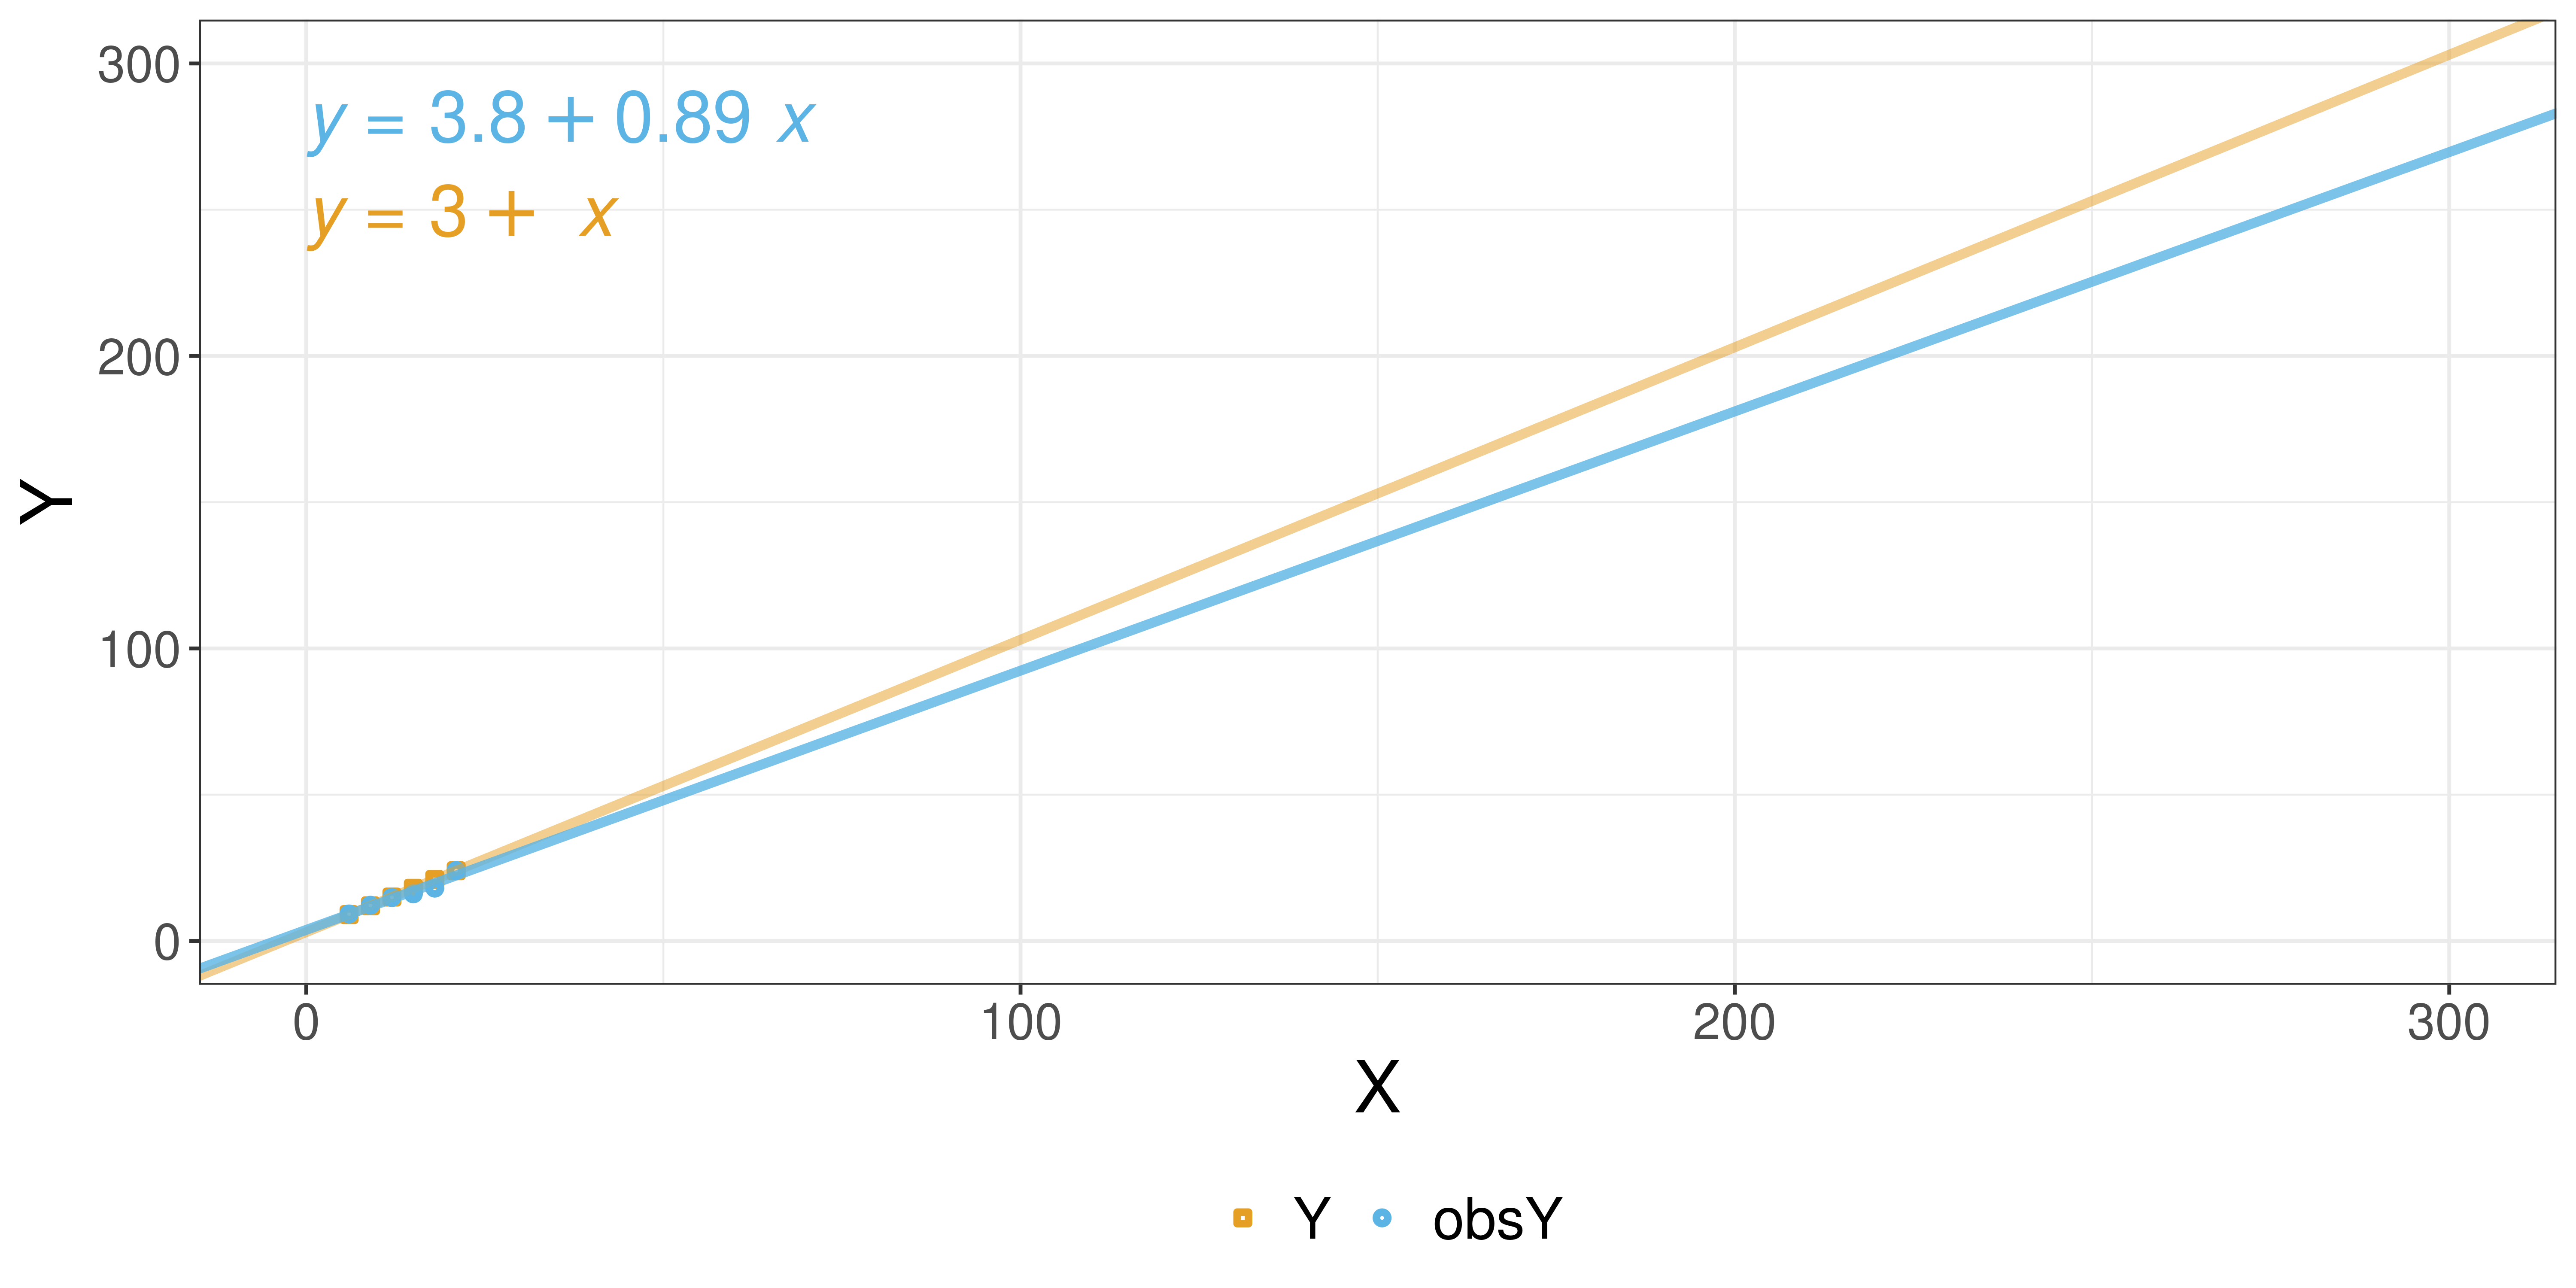 300
y = 3.8 + 0.89 x
y = 3 + x
200
Y
100
0
0 100 200 300
X
Y obsY